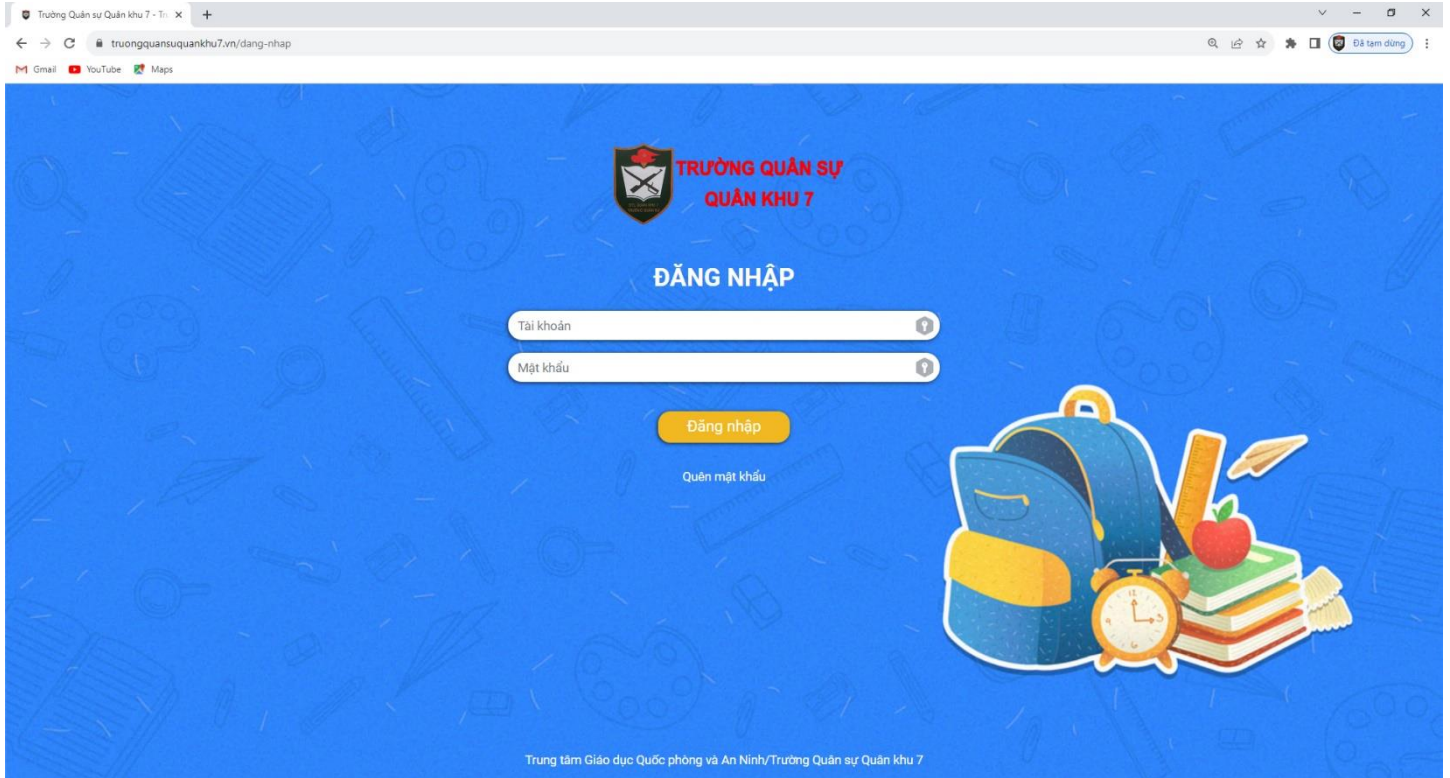 Trường Quân sự Quân khu 7 - Tr
truongquansuquankhu7.vn/dang-nhap
Đã tạm dừng
Gmail YouTube Maps
TRƯỜNG QUÂN SỰ
QUÂN KHU 7
ĐĂNG NHẬP
Tài khoản
Mật khẩu
Đăng nhập
Quên mật khẩu
Trung tâm Giáo dục Quốc phòng và An Ninh/Trường Quân sự Quân khu 7